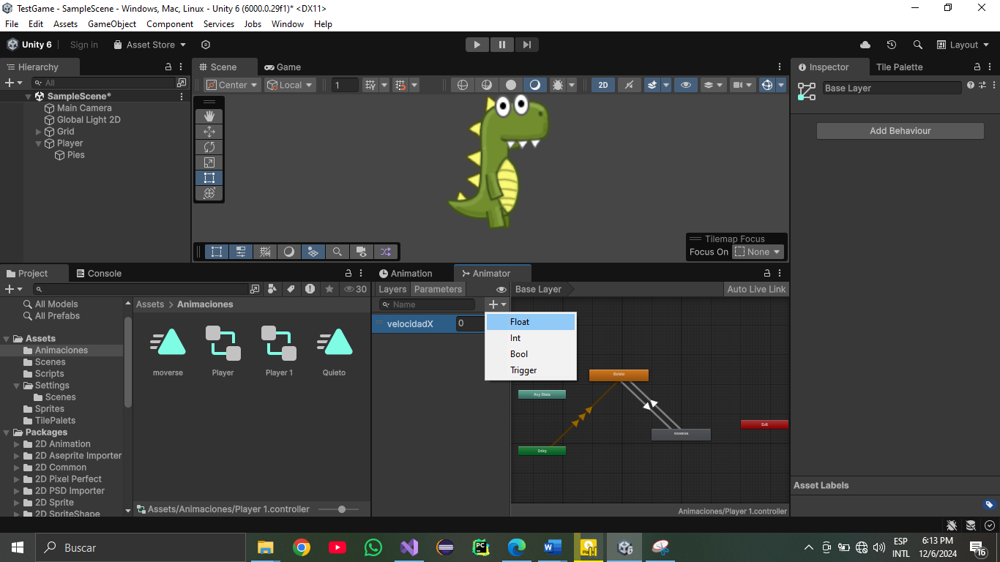 TestGame - SampleScene - Windows, Mac, Linux - Unity 6 (6000.0.29f1)* <DX11>
File Edit Assets GameObject Component Services Jobs Window Help
Unity 6 Sign in Asset Store Layout
Hierarchy
All
SampleScene*
Main Camera
Global Light 2D
Grid
Player
Pies
Scene Game
Center Local 1 2D
Tilemap Focus
Focus On None
Inspector Tile Palette
Base Layer
Add Behaviour
Asset Labels
Project Console
30
All Models
All Prefabs
Assets
Animaciones
Scenes
Scripts
Settings
Scenes
Sprites
TilePalets
Packages
2D Animation
2D Aseprite Importer
2D Common
2D Pixel Perfect
2D PSD Importer
2D Sprite
2D SpriteShape
Assets > Animaciones
moverse Player Player 1 Quieto
Assets/Animaciones/Player 1.controller
Animation Animator
Layers Parameters Base Layer Auto Live Link
Name
velocidadX 0
Float
Int
Bool
Trigger
Quieto
Any State
Exit
moverse
Entry
Animaciones/Player 1.controller
Buscar
ESP
INTL
6:13 PM
12/6/2024
16